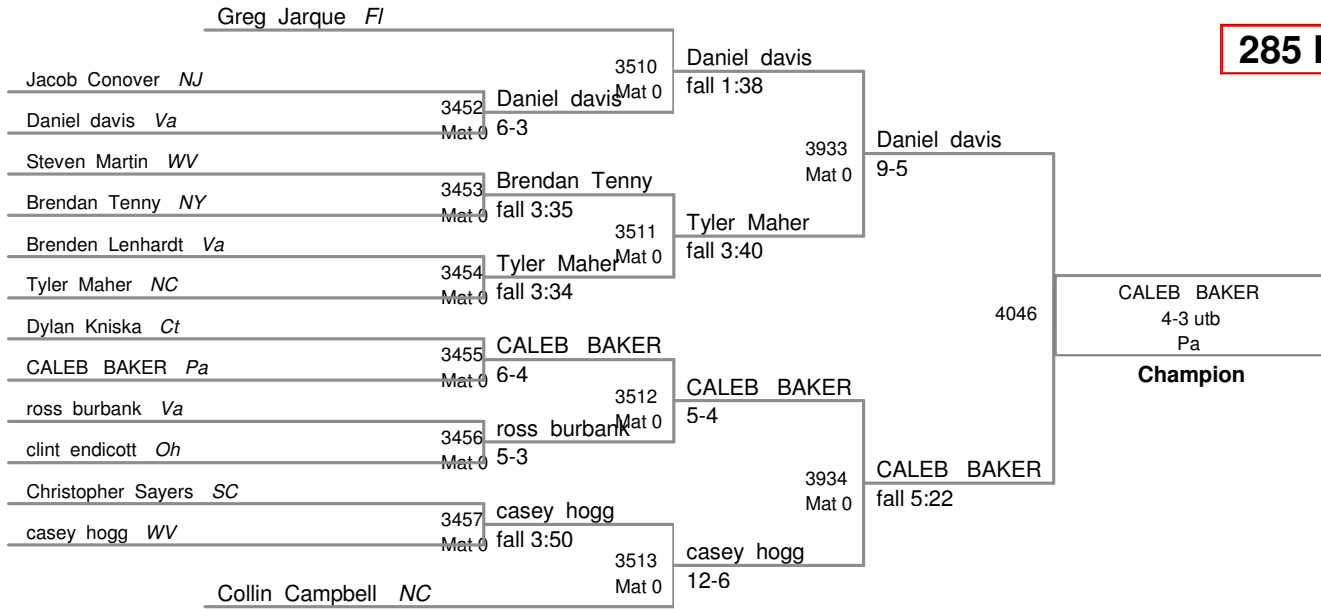 Greg Jarque Fl
285 
Jacob Conover NJ
3510
Mat 0
Daniel davis
fall 1:38
3452
Mat 0
Daniel davis
6-3
Daniel davis Va
Steven Martin WV
3933
Mat 0
Daniel davis
9-5
3453
Mat 0
Brendan Tenny
fall 3:35
Brendan Tenny NY
3511
Mat 0
Tyler Maher
fall 3:40
Brenden Lenhardt Va
3454
Mat 0
Tyler Maher
fall 3:34
Tyler Maher NC
4046
CALEB BAKER
4-3 utb
Pa
Champion
Dylan Kniska Ct
3455
Mat 0
CALEB BAKER
6-4
CALEB BAKER Pa
3512
Mat 0
CALEB BAKER
5-4
ross burbank Va
3456
Mat 0
ross burbank
5-3
clint endicott Oh
3934
Mat 0
CALEB BAKER
fall 5:22
Christopher Sayers SC
3457
Mat 0
casey hogg
fall 3:50
casey hogg WV
3513
Mat 0
casey hogg
12-6
Collin Campbell NC